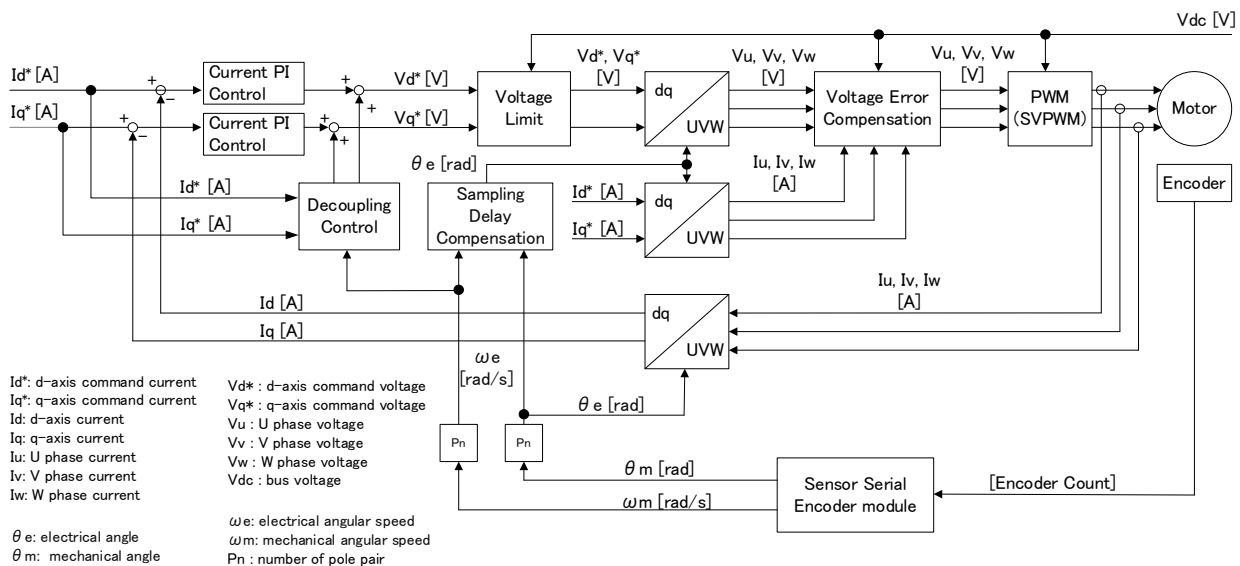 Vdc [V]
Id* [A]
Iq* [A]
+
−
+
−
Current PI
Control
Current PI
Control
+
+
+
+
Vd* [V]
Vq* [V]
Voltage
Limit
Vd*, Vq*
[V]
dq
UVW
Vu, Vv, Vw
[V]
Voltage Error
Compensation
Vu, Vv, Vw
[V]
PWM
(SVPWM)
Motor
Encoder
θe [rad]
Id* [A]
Iq* [A]
Decoupling
Control
Sampling
Delay
Compensation
Id* [A]
Iq* [A]
dq
UVW
Iu, Iv, Iw
[A]
Id [A]
Iq [A]
dq
UVW
Iu, Iv, Iw
[A]
ωe
[rad/s]
θe [rad]
Pn
Pn
θm [rad]
ωm [rad/s]
Sensor Serial
Encoder module
[Encoder Count]
Id*: d-axis command current
Iq*: q-axis command current
Id: d-axis current
Iq: q-axis current
Iu: U phase current
Iv: V phase current
Iw: W phase current
θe: electrical angle
θm: mechanical angle
Vd* : d-axis command voltage
Vq* : q-axis command voltage
Vu : U phase voltage
Vv : V phase voltage
Vw : W phase voltage
Vdc : bus voltage
ωe: electrical angular speed
ωm: mechanical angular speed
Pn : number of pole pair